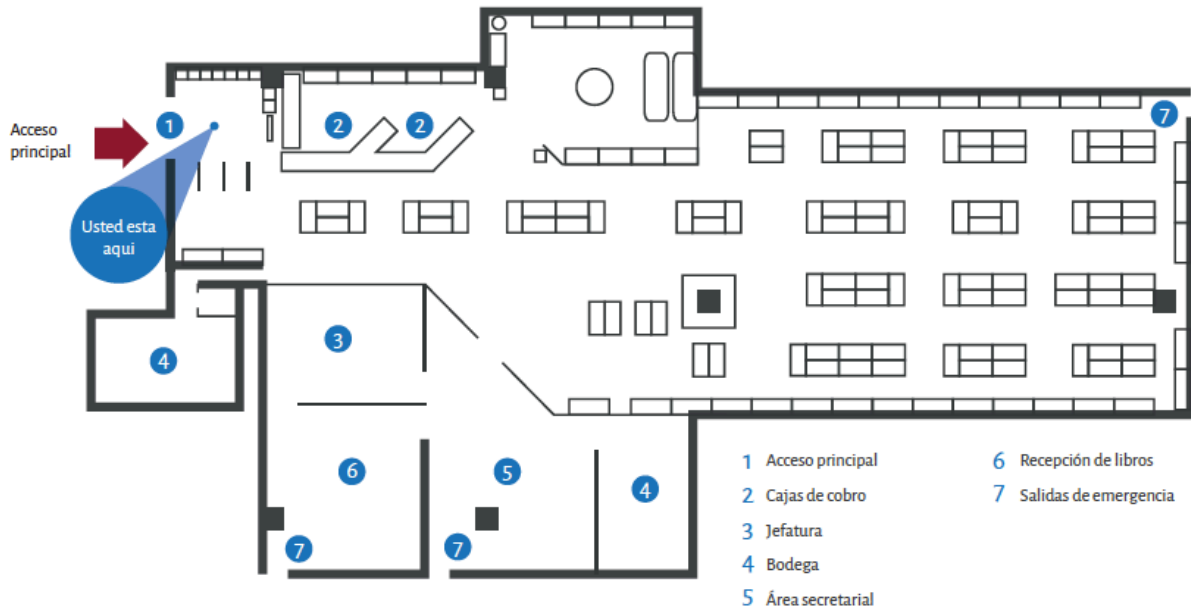 Acceso
principal
1
2
2
7
Usted esta
aqui
3
4
6
5
4
7
7
1 Acceso principal
2 Cajas de cobro
3 Jefatura
4 Bodega
5 Área secretarial
6 Recepción de libros
7 Salidas de emergencia